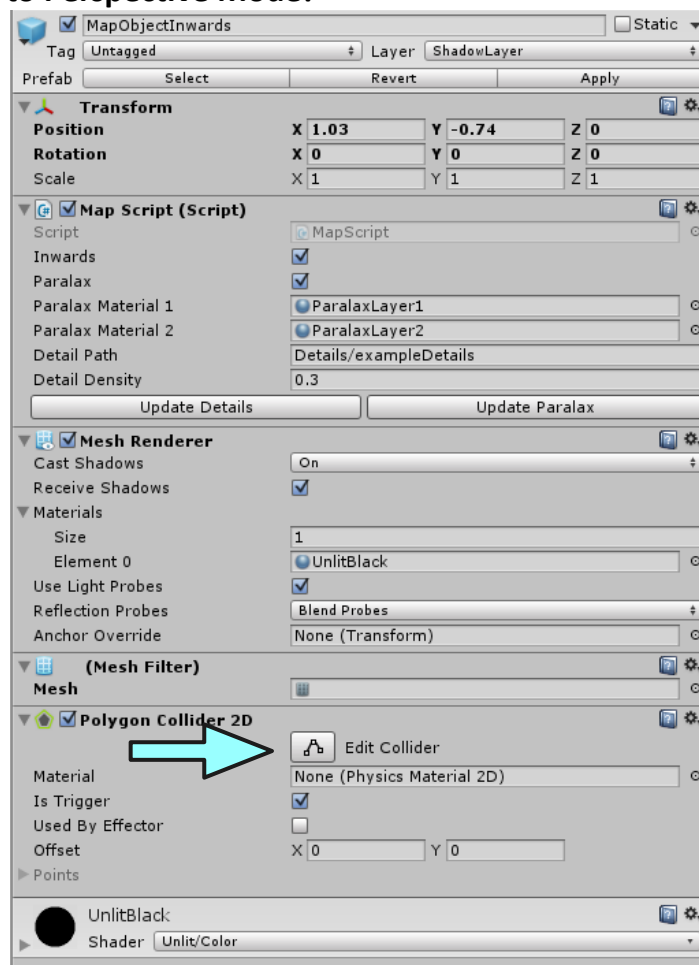 to Perspective mode.
MapObjectInwards Static
Tag Untagged Layer ShadowLayer
Prefab Select Revert Apply
Transform
Position X 1.03 Y -0.74 Z 0
Rotation X 0 Y 0 Z 0
Scale X 1 Y 1 Z 1
Map Script (Script)
Script MapScript
Inwards
Paralax
Paralax Material 1 ParalaxLayer1
Paralax Material 2 ParalaxLayer2
Detail Path Details/exampleDetails
Detail Density 0.3
Update Details Update Paralax
Mesh Renderer
Cast Shadows On
Receive Shadows
Materials
Size 1
Element 0 UnlitBlack
Use Light Probes
Reflection Probes Blend Probes
Anchor Override None (Transform)
(Mesh Filter)
Mesh
Polygon Collider 2D
Edit Collider
Material None (Physics Material 2D)
Is Trigger
Used By Effector
Offset X 0 Y 0
Points
UnlitBlack
Shader Unlit/Color